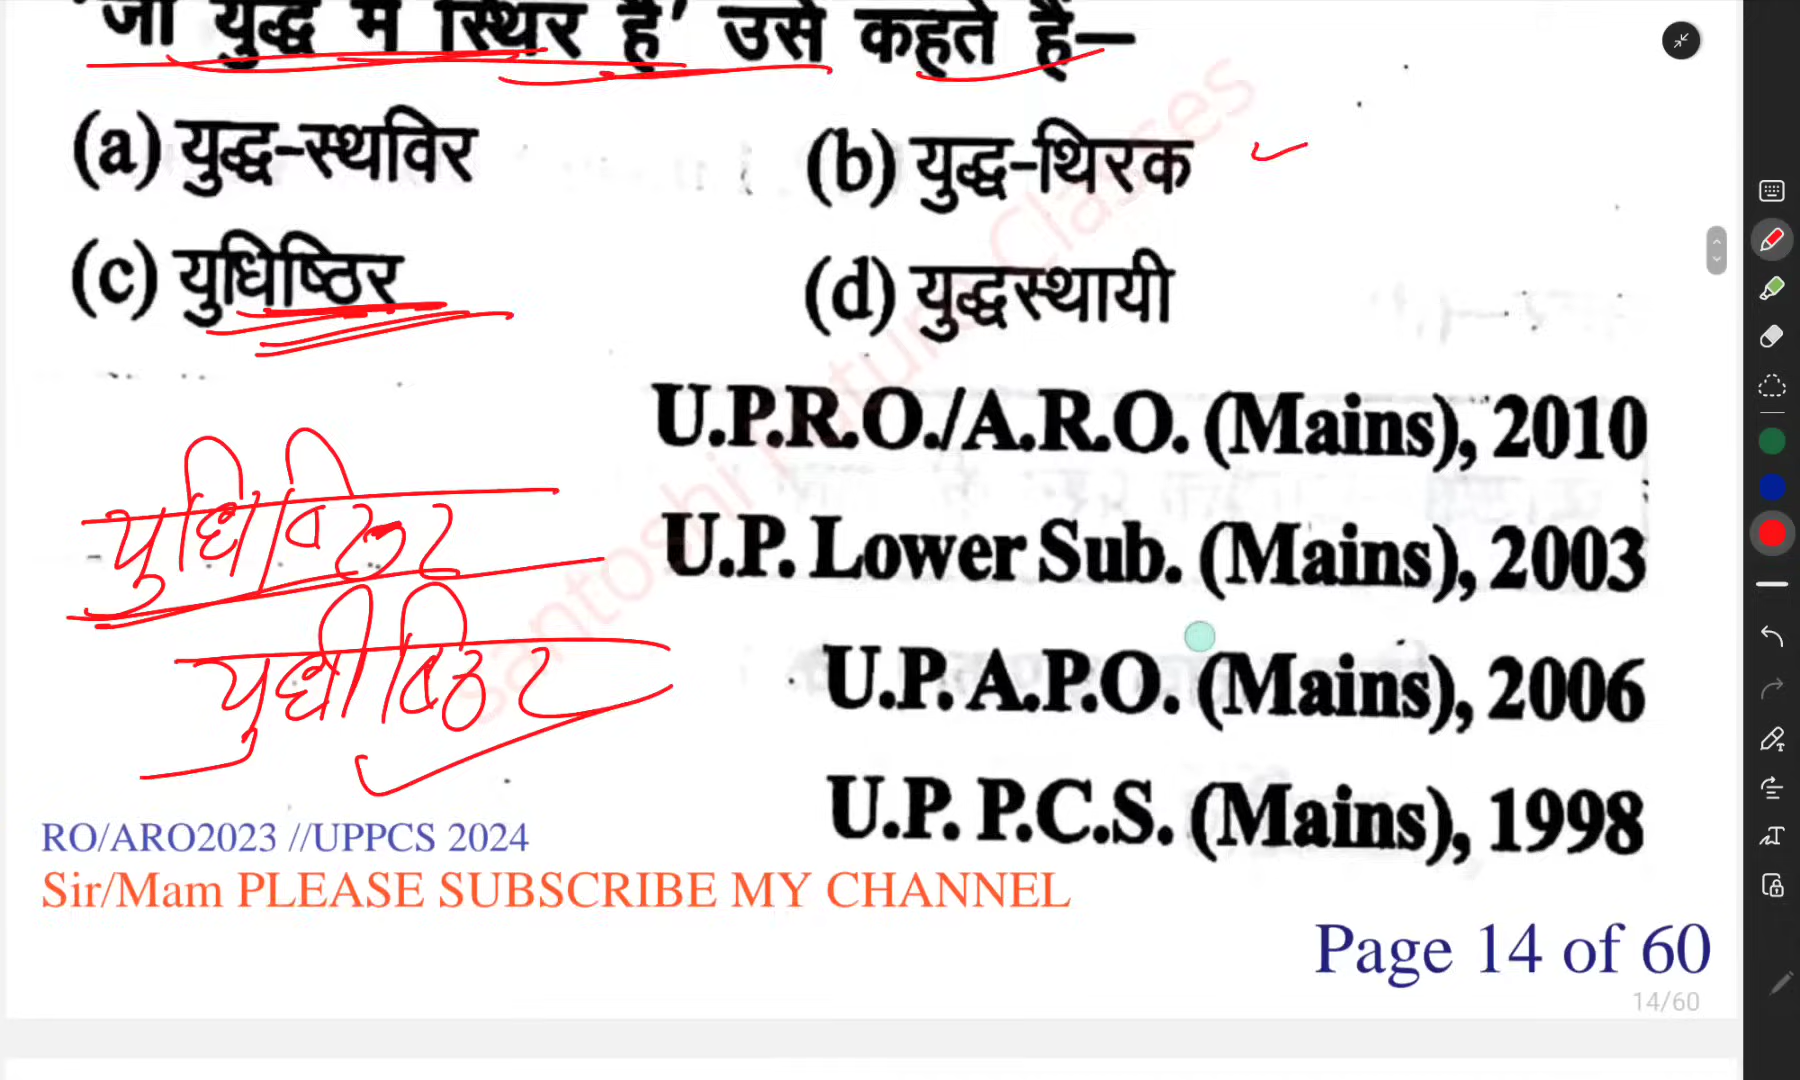 'जो युद्ध में स्थिर है' उसे कहते हैं—
(a) युद्ध-स्थविर (b) युद्ध-थिरक
(c) युधिष्ठिर (d) युद्धस्थायी
U.P.R.O./A.R.O. (Mains), 2010
U.P. Lower Sub. (Mains), 2003
U.P. A.P.O. (Mains), 2006
U.P. P.C.S. (Mains), 1998
युधिष्ठिर
RO/ARO2023 //UPPCS 2024
Sir/Mam PLEASE SUBSCRIBE MY CHANNEL
Page 14 of 60
14/60